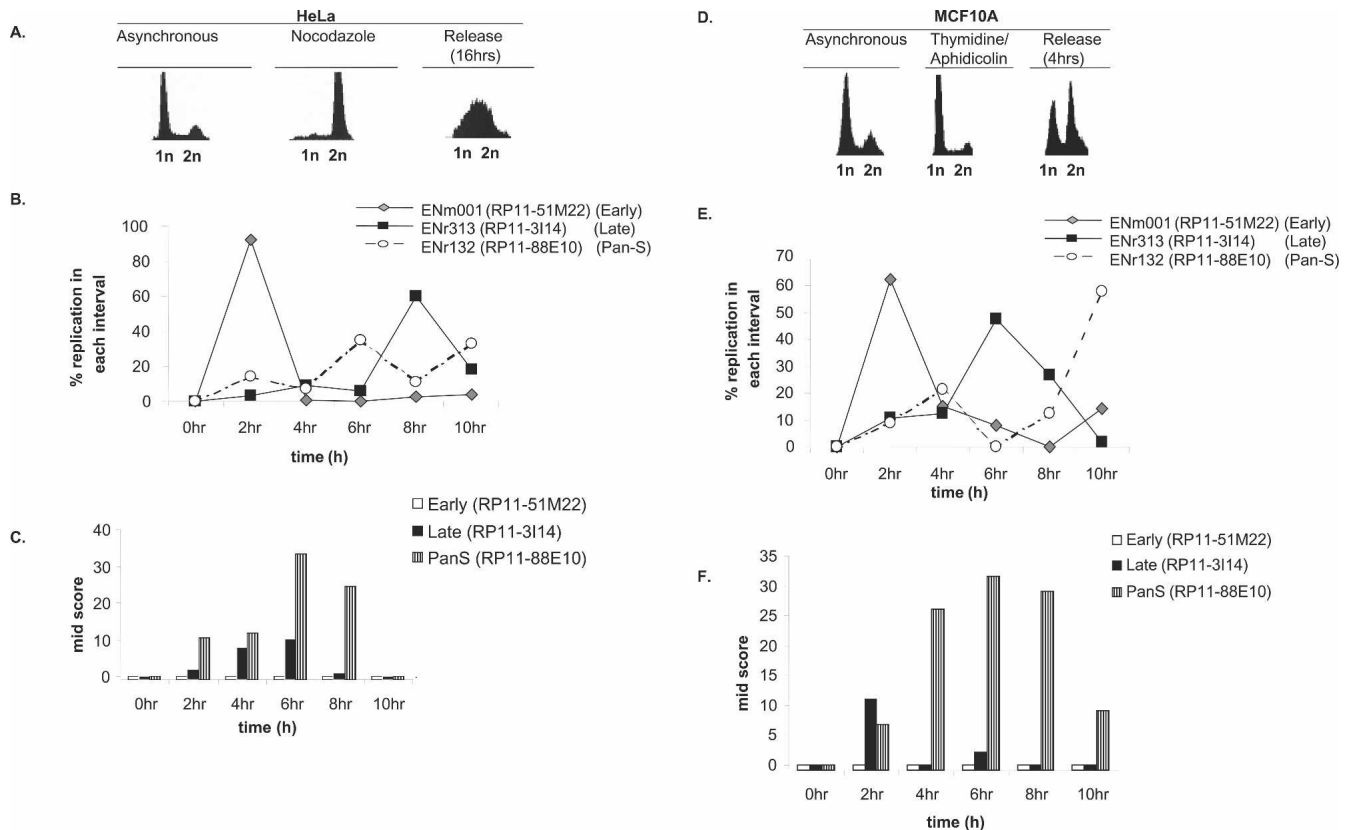 A.
HeLa
Asynchronous
Nocodazole
Release
(16hrs)
1n 2n
1n 2n
1n 2n
B.
ENm001 (RP11-51M22) (Early)
ENr313 (RP11-3I14) (Late)
ENr132 (RP11-88E10) (Pan-S)
% replication in
each interval
100
80
60
40
20
0
0hr 2hr 4hr 6hr 8hr 10hr
time (h)
C.
Early (RP11-51M22)
Late (RP11-3I14)
PanS (RP11-88E10)
mid score
40
30
20
10
0
0hr 2hr 4hr 6hr 8hr 10hr
time (h)
D.
MCF10A
Asynchronous
Thymidine/
Aphidicolin
Release
(4hrs)
1n 2n
1n 2n
1n 2n
E.
ENm001 (RP11-51M22) (Early)
ENr313 (RP11-3I14) (Late)
ENr132 (RP11-88E10) (Pan-S)
% replication in
each interval
70
60
50
40
30
20
10
0
0hr 2hr 4hr 6hr 8hr 10hr
time (h)
F.
Early (RP11-51M22)
Late (RP11-3I14)
PanS (RP11-88E10)
mid score
35
30
25
20
15
10
5
0
0hr 2hr 4hr 6hr 8hr 10hr
time (h)